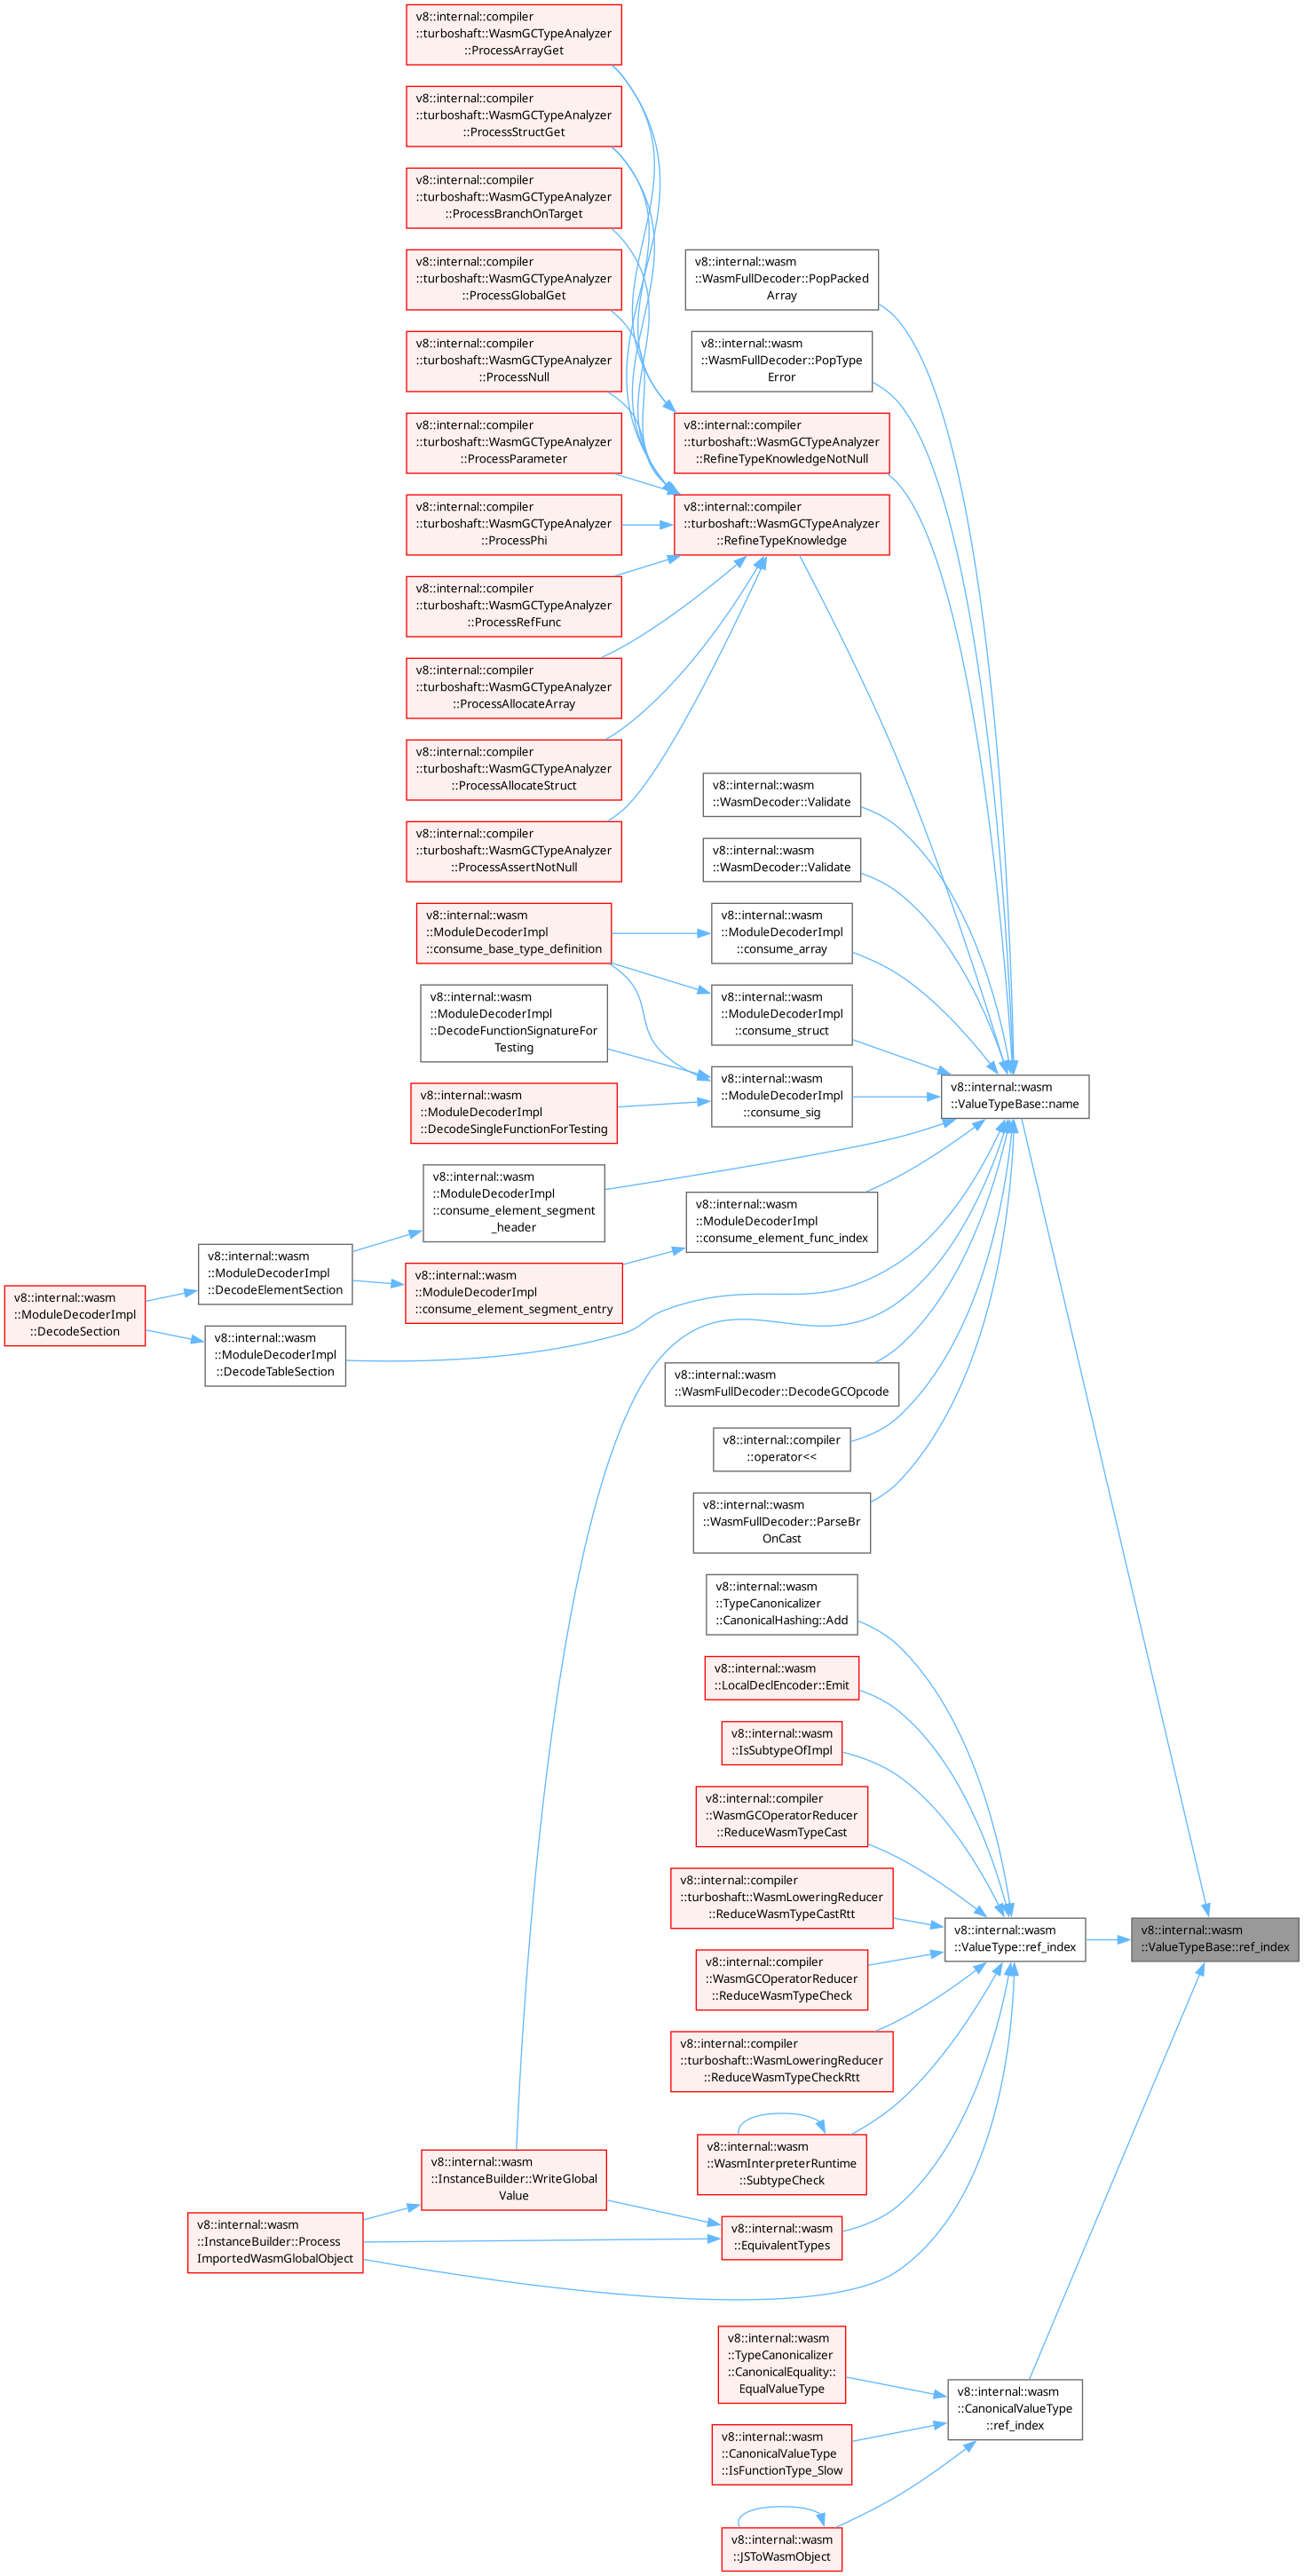 v8::internal::compiler
::turboshaft::WasmGCTypeAnalyzer
::ProcessArrayGet
v8::internal::compiler
::turboshaft::WasmGCTypeAnalyzer
::ProcessStructGet
v8::internal::compiler
::turboshaft::WasmGCTypeAnalyzer
::ProcessBranchOnTarget
v8::internal::compiler
::turboshaft::WasmGCTypeAnalyzer
::ProcessGlobalGet
v8::internal::compiler
::turboshaft::WasmGCTypeAnalyzer
::ProcessNull
v8::internal::compiler
::turboshaft::WasmGCTypeAnalyzer
::ProcessParameter
v8::internal::compiler
::turboshaft::WasmGCTypeAnalyzer
::ProcessPhi
v8::internal::compiler
::turboshaft::WasmGCTypeAnalyzer
::ProcessRefFunc
v8::internal::compiler
::turboshaft::WasmGCTypeAnalyzer
::ProcessAllocateArray
v8::internal::compiler
::turboshaft::WasmGCTypeAnalyzer
::ProcessAllocateStruct
v8::internal::compiler
::turboshaft::WasmGCTypeAnalyzer
::ProcessAssertNotNull
v8::internal::wasm
::WasmFullDecoder::PopPacked
Array
v8::internal::wasm
::WasmFullDecoder::PopType
Error
v8::internal::compiler
::turboshaft::WasmGCTypeAnalyzer
::RefineTypeKnowledgeNotNull
v8::internal::compiler
::turboshaft::WasmGCTypeAnalyzer
::RefineTypeKnowledge
v8::internal::wasm
::WasmDecoder::Validate
v8::internal::wasm
::WasmDecoder::Validate
v8::internal::wasm
::ModuleDecoderImpl
::consume_base_type_definition
v8::internal::wasm
::ModuleDecoderImpl
::consume_array
v8::internal::wasm
::ModuleDecoderImpl
::DecodeFunctionSignatureFor
Testing
v8::internal::wasm
::ModuleDecoderImpl
::consume_struct
v8::internal::wasm
::ModuleDecoderImpl
::DecodeSingleFunctionForTesting
v8::internal::wasm
::ModuleDecoderImpl
::consume_sig
v8::internal::wasm
::ValueTypeBase::name
v8::internal::wasm
::ModuleDecoderImpl
::consume_element_segment
_header
v8::internal::wasm
::ModuleDecoderImpl
::consume_element_func_index
v8::internal::wasm
::ModuleDecoderImpl
::DecodeElementSection
v8::internal::wasm
::ModuleDecoderImpl
::consume_element_segment_entry
v8::internal::wasm
::ModuleDecoderImpl
::DecodeSection
v8::internal::wasm
::ModuleDecoderImpl
::DecodeTableSection
v8::internal::wasm
::WasmFullDecoder::DecodeGCOpcode
v8::internal::compiler
::operator<<
v8::internal::wasm
::WasmFullDecoder::ParseBr
OnCast
v8::internal::wasm
::TypeCanonicalizer
::CanonicalHashing::Add
v8::internal::wasm
::LocalDeclEncoder::Emit
v8::internal::wasm
::IsSubtypeOfImpl
v8::internal::compiler
::WasmGCOperatorReducer
::ReduceWasmTypeCast
v8::internal::compiler
::turboshaft::WasmLoweringReducer
::ReduceWasmTypeCastRtt
v8::internal::wasm
::ValueType::ref_index
v8::internal::wasm
::ValueTypeBase::ref_index
v8::internal::compiler
::WasmGCOperatorReducer
::ReduceWasmTypeCheck
v8::internal::compiler
::turboshaft::WasmLoweringReducer
::ReduceWasmTypeCheckRtt
v8::internal::wasm
::WasmInterpreterRuntime
::SubtypeCheck
v8::internal::wasm
::InstanceBuilder::WriteGlobal
Value
v8::internal::wasm
::InstanceBuilder::Process
ImportedWasmGlobalObject
v8::internal::wasm
::EquivalentTypes
v8::internal::wasm
::TypeCanonicalizer
::CanonicalEquality::
EqualValueType
v8::internal::wasm
::CanonicalValueType
::ref_index
v8::internal::wasm
::CanonicalValueType
::IsFunctionType_Slow
v8::internal::wasm
::JSToWasmObject